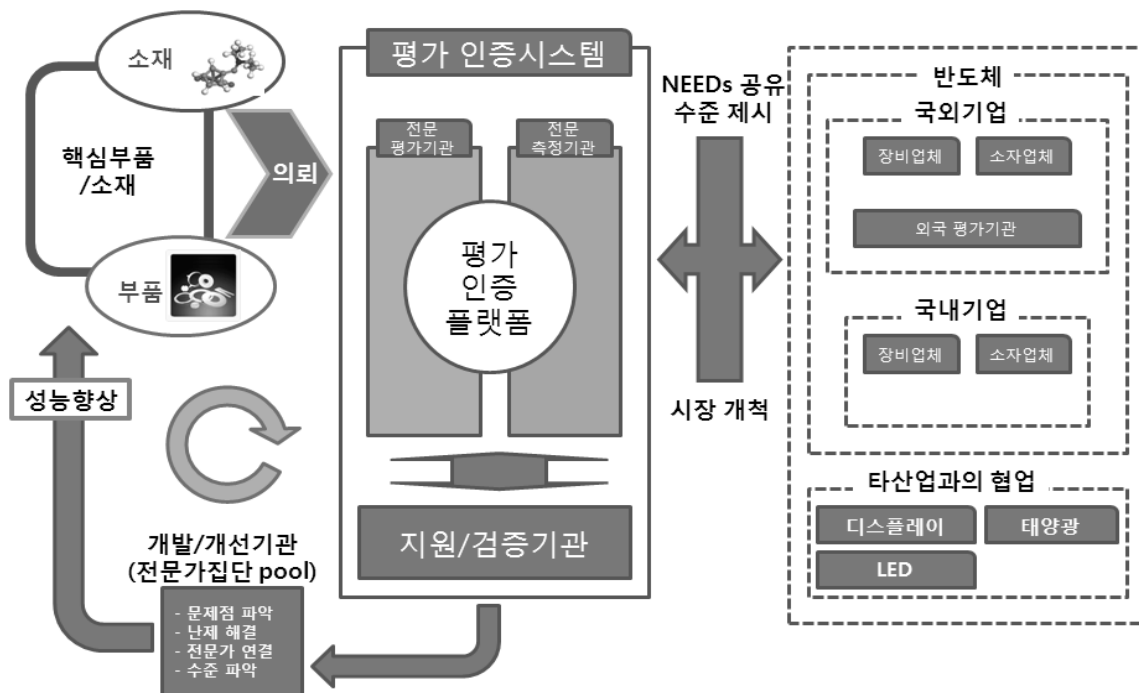 소재
핵심부품
/소재
부품
의뢰
성능향상
개발/개선기관
(전문가집단 pool)
- 문제점 파악
- 난제 해결
- 전문가 연결
- 수준 파악
평가 인증시스템
전문
평가기관
전문
측정기관
평가
인증
플랫폼
지원/검증기관
NEEDs 공유
수준 제시
시장 개척
반도체
국외기업
장비업체
소자업체
외국 평가기관
국내기업
장비업체
소자업체
타산업과의 협업
디스플레이
태양광
LED